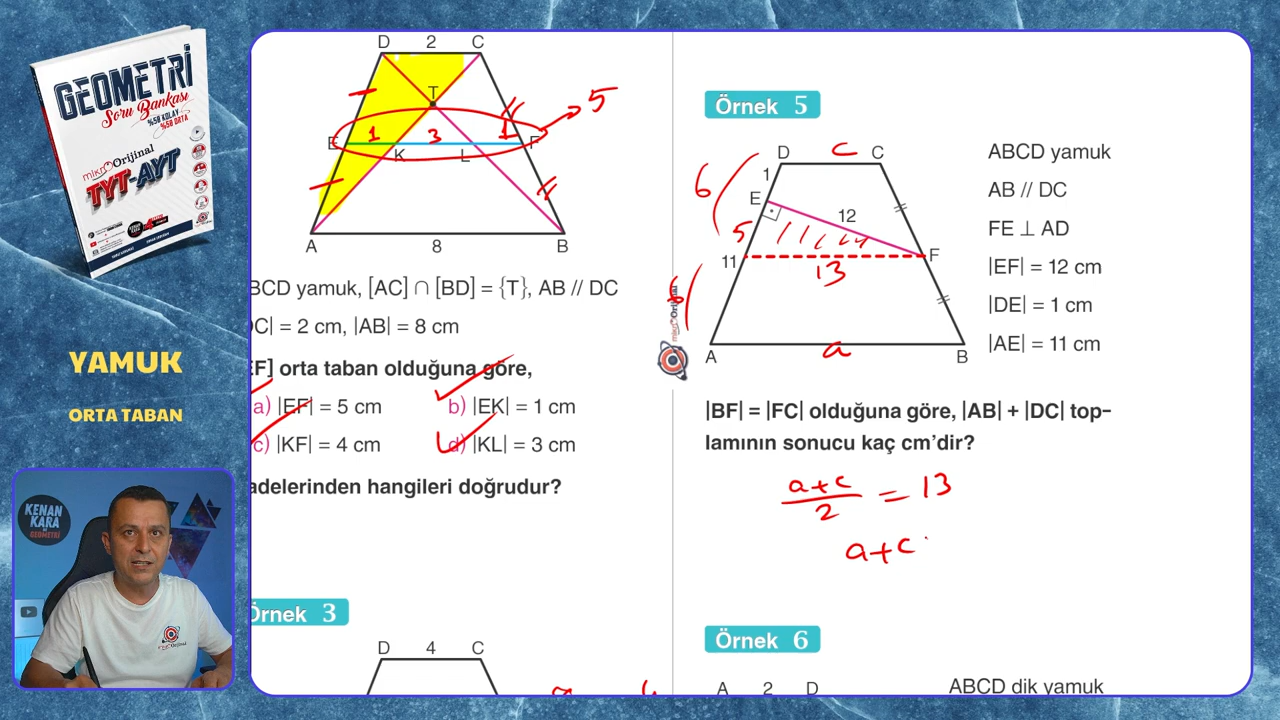 GEOMETRİ
Soru Bankası
%50 KOLAY
%50 ORTA
mikro Orijinal
TYT-AYT
YAMUK
ORTA TABAN
KENAN
KARA
GEOMETRİ
D 2 C
T
5
1 3 1
E K L F
A 8 B
BCD yamuk, [AC] ∩ [BD] = {T}, AB // DC
DC| = 2 cm, |AB| = 8 cm
EF] orta taban olduğuna göre,
a) |EF| = 5 cm b) |EK| = 1 cm
c) |KF| = 4 cm d) |KL| = 3 cm
adelerinden hangileri doğrudur?
Örnek 3
D 4 C
Örnek 5
D c C
6 1
E 12
5
11 13 F
6
A a B
mikro Orijinal
ABCD yamuk
AB // DC
FE ⊥ AD
|EF| = 12 cm
|DE| = 1 cm
|AE| = 11 cm
|BF| = |FC| olduğuna göre, |AB| + |DC| top-
lamının sonucu kaç cm'dir?
a+c/2 = 13
a+c
Örnek 6
A 2 D
ABCD dik yamuk